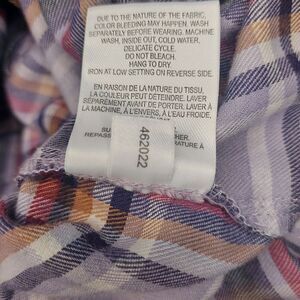 DUE TO THE NATURE OF THE FABRIC,
COLOR BLEEDING MAY HAPPEN. WASH
SEPARATELY BEFORE WEARING. MACHINE
WASH, INSIDE OUT, COLD WATER,
DELICATE CYCLE.
DO NOT BLEACH.
HANG TO DRY.
IRON AT LOW SETTING ON REVERSE SIDE.
EN RAISON DE LA NATURE DU TISSU,
LA COULEUR PEUT DÉTEINDRE. LAVER
SÉPARÉMENT AVANT DE PORTER. LAVER À
LA MACHINE, À L'ENVERS, À L'EAU FROIDE.
REPASS
462022